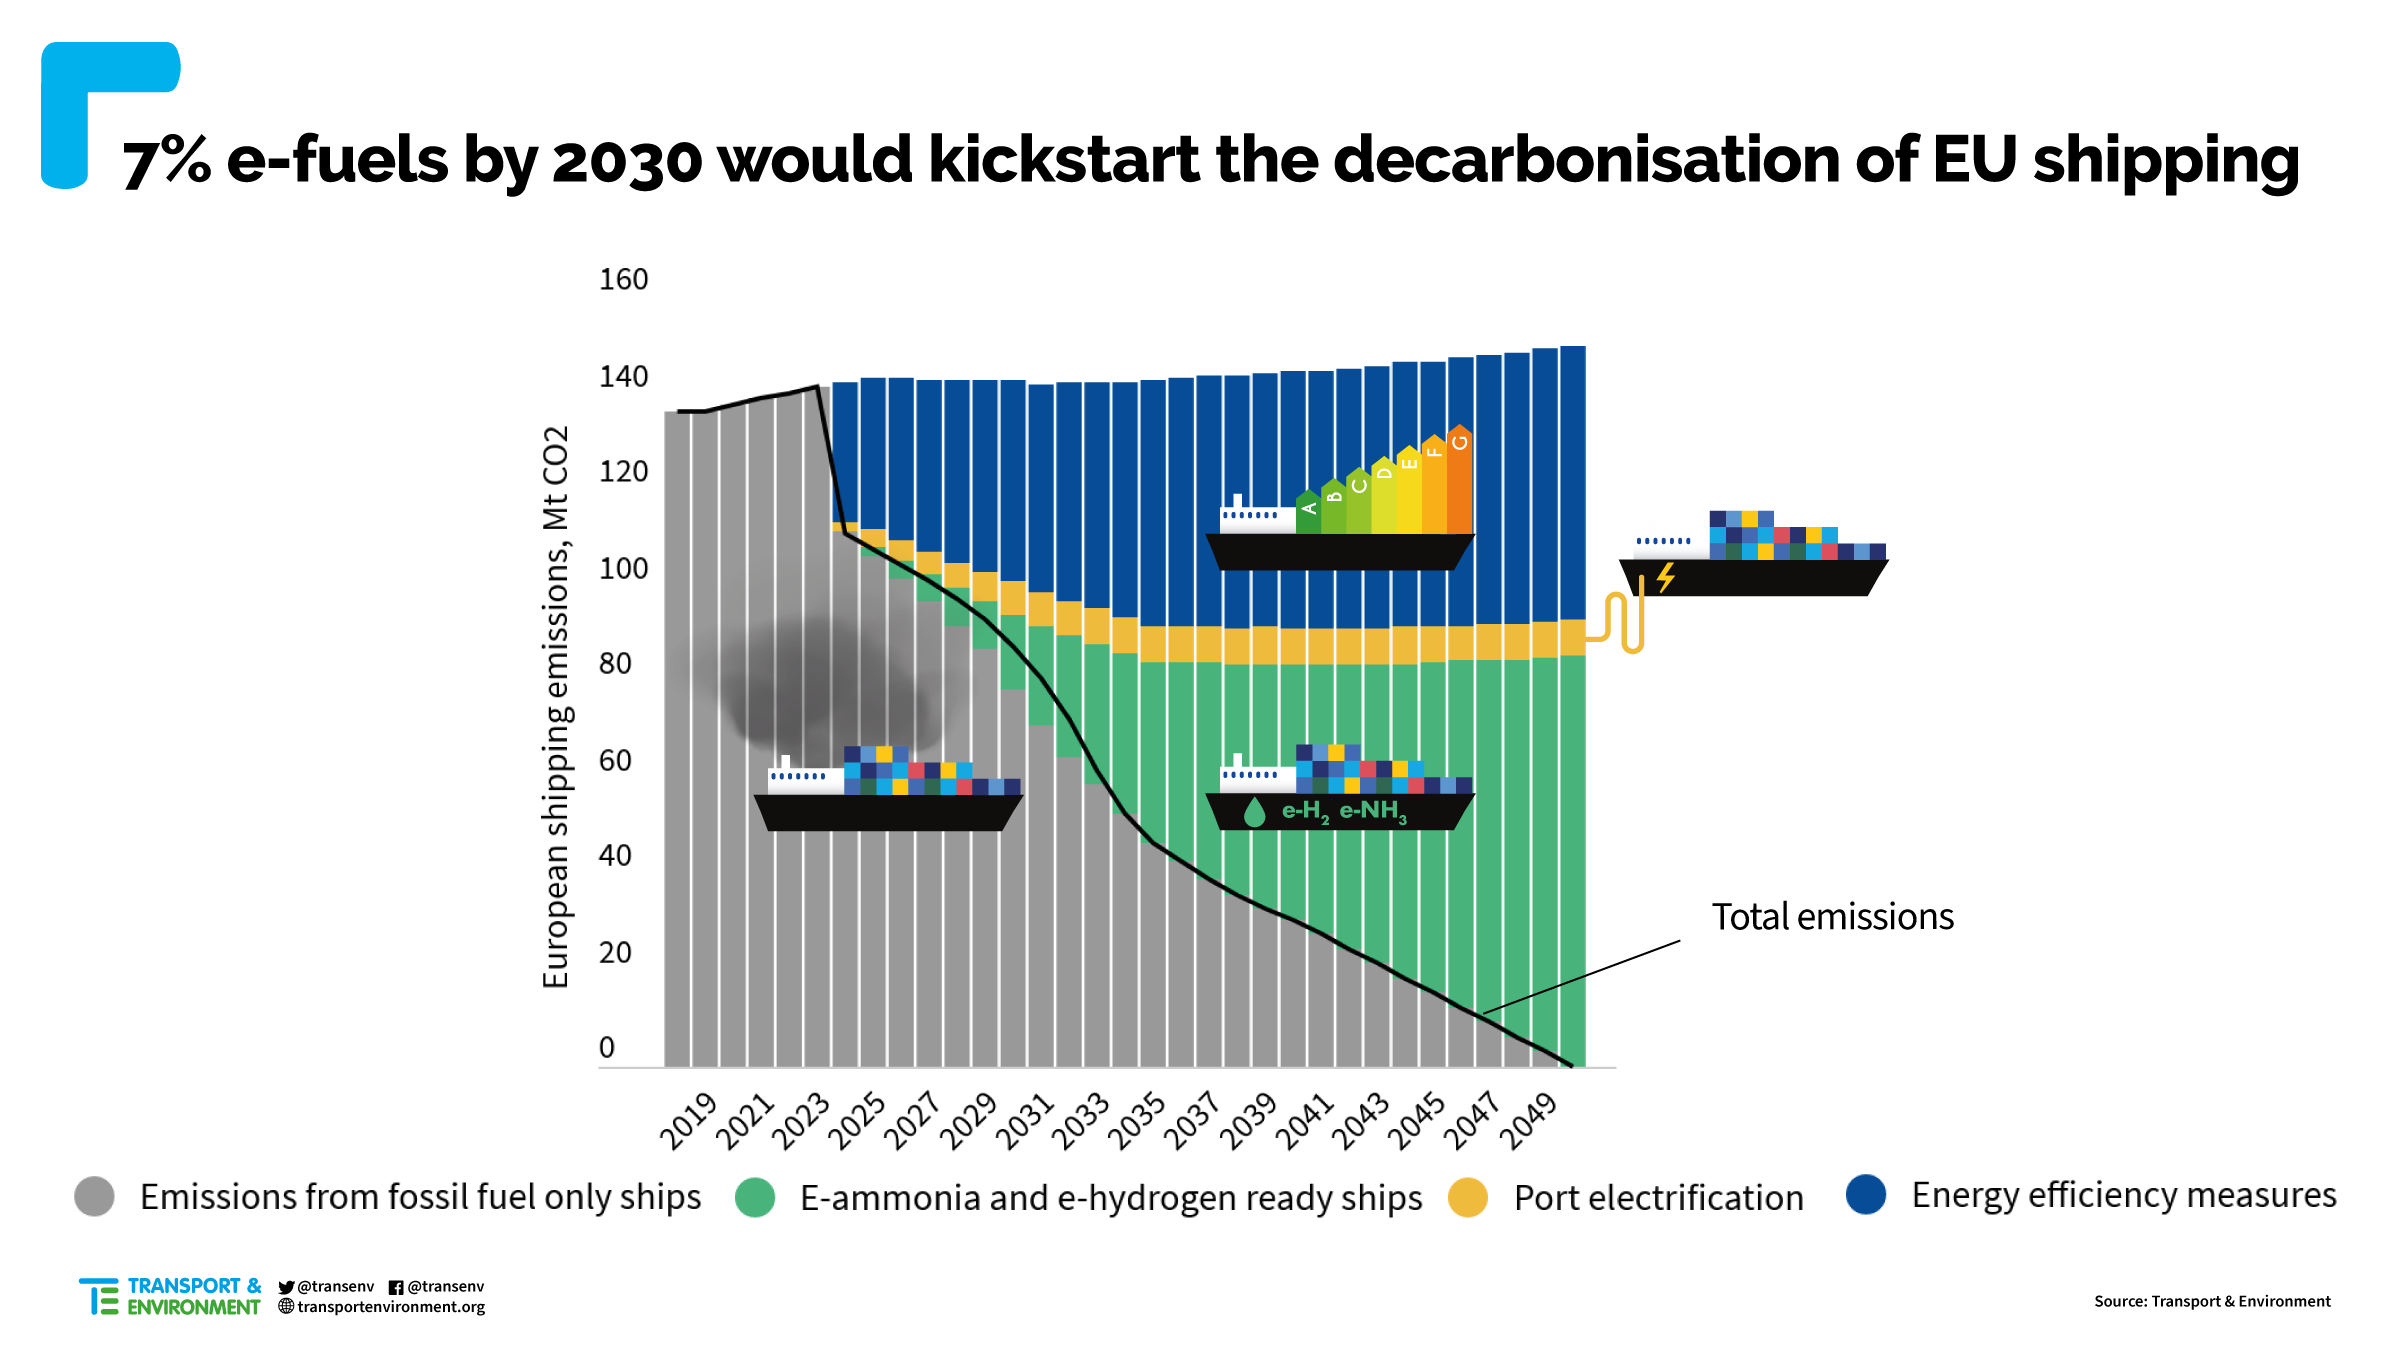 7% e-fuels by 2030 would kickstart the decarbonisation of EU shipping
European shipping emissions, Mt CO2
160
140
120
100
80
60
40
20
0
A
B
C
D
E
F
G
e-H2 e-NH3
Total emissions
2019
2021
2023
2025
2027
2029
2031
2033
2035
2037
2039
2041
2043
2045
2047
2049
Emissions from fossil fuel only ships
E-ammonia and e-hydrogen ready ships
Port electrification
Energy efficiency measures
TE
TRANSPORT &
ENVIRONMENT
@transenv
@transenv
transportenvironment.org
Source: Transport & Environment